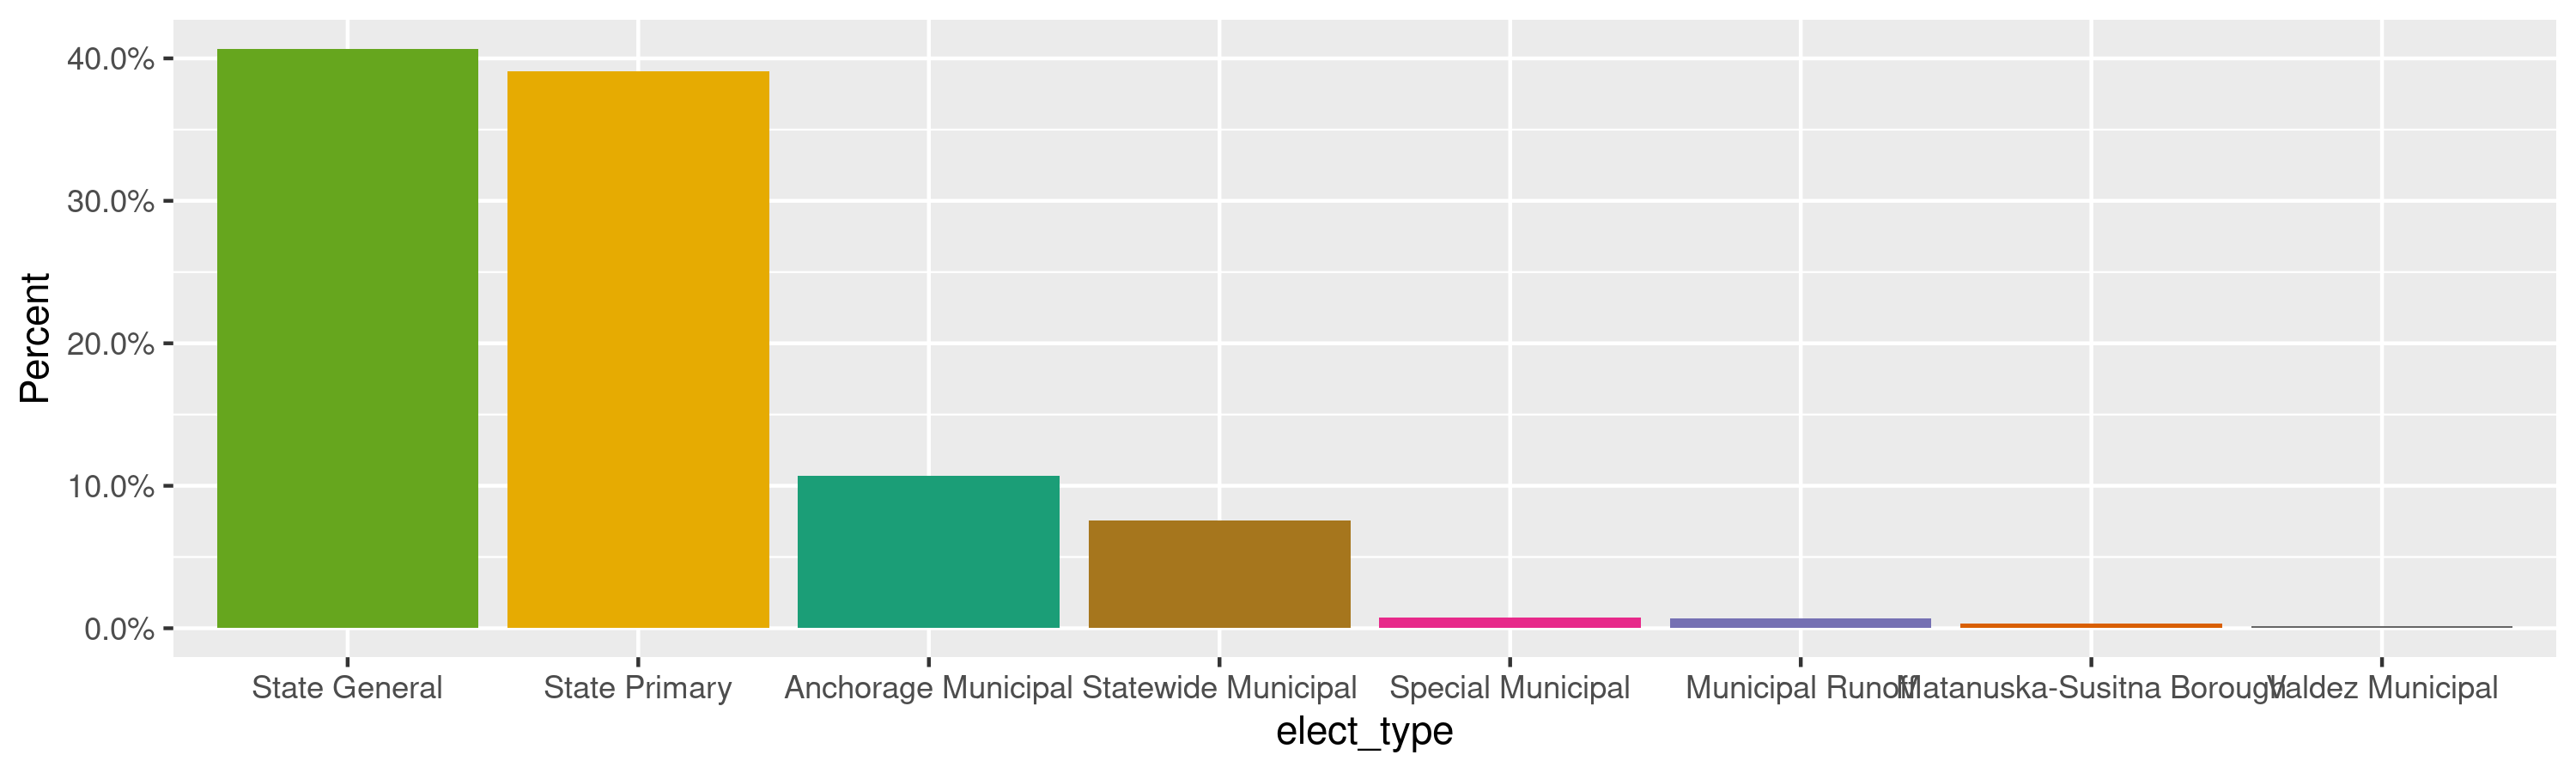 40.0%
30.0%
20.0%
10.0%
0.0%
Percent
State General
State Primary
Anchorage Municipal
Statewide Municipal
Special Municipal
Municipal Runoff
Matanuska-Susitna Borough
Valdez Municipal
elect_type